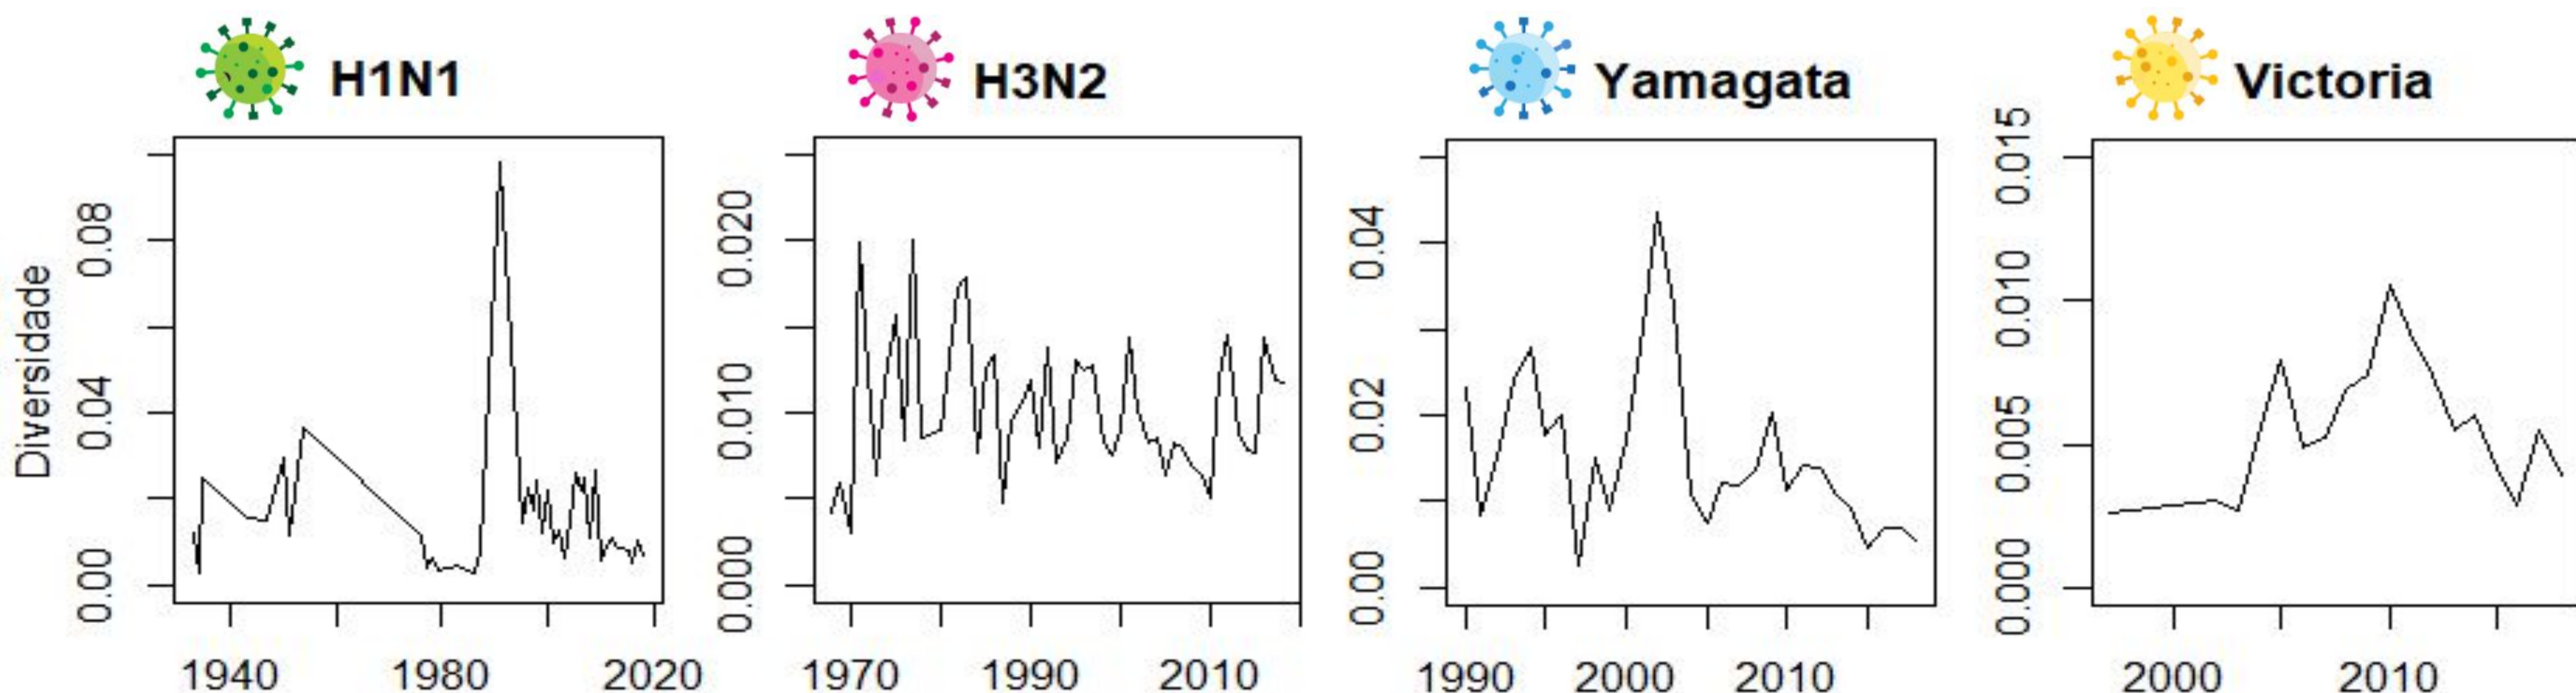 H1N1
H3N2
Yamagata
Victoria
Diversidade
0.00 0.04 0.08
1940 1980 2020
0.000 0.010 0.020
1970 1990 2010
0.00 0.02 0.04
1990 2000 2010
0.000 0.005 0.010 0.015
2000 2010